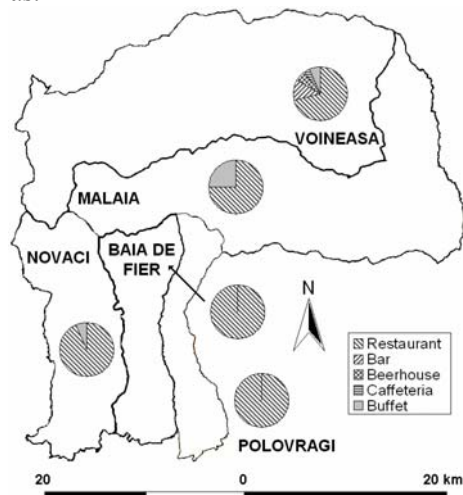 VOINEASA
MALAIA
NOVACI
BAIA DE
FIER
N
Restaurant
Bar
Beerhouse
Caffeteria
Buffet
POLOVRAGI
20 0 20 km